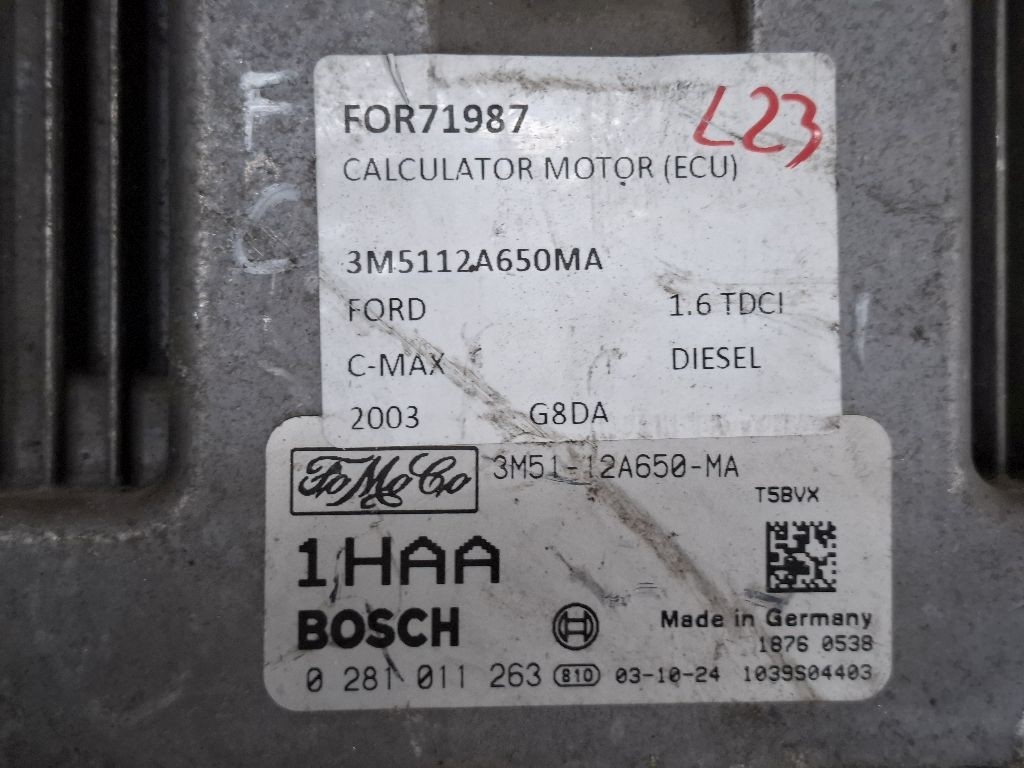 F
C
FOR71987
L23
CALCULATOR MOTOR (ECU)
3M5112A650MA
FORD 1.6 TDCI
C-MAX DIESEL
2003 G8DA
FoMoCo 3M51-12A650-MA
T5BVX
1HAA
BOSCH
Made in Germany
1876 0538
0 281 011 263 810 03-10-24 1039S04403